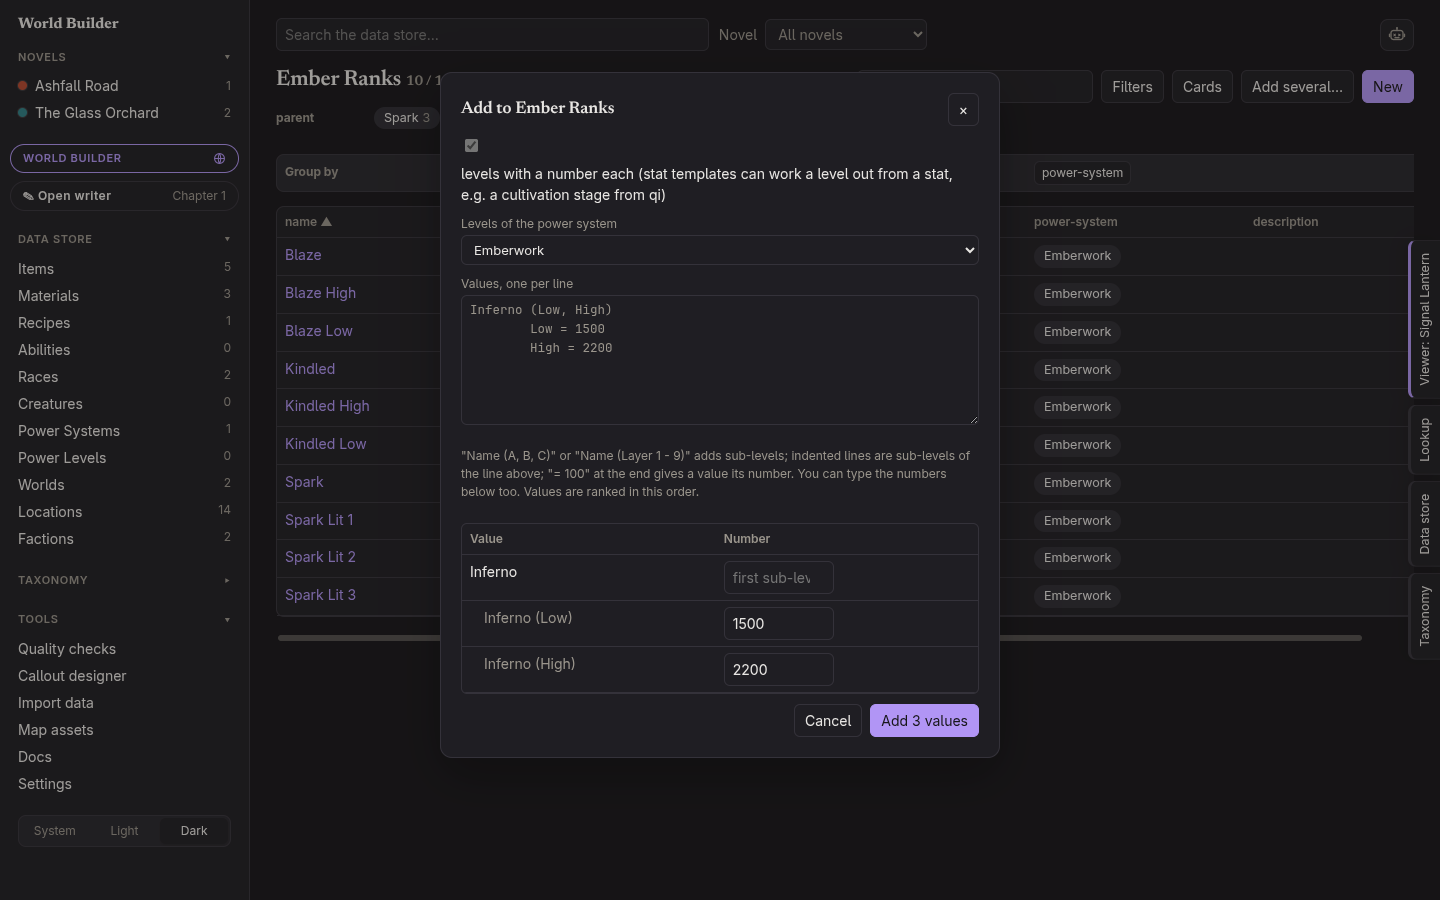 World Builder
NOVELS
Ashfall Road 1
The Glass Orchard 2
WORLD BUILDER
Open writer Chapter 1
DATA STORE
Items 5
Materials 3
Recipes 1
Abilities 0
Races 2
Creatures 0
Power Systems 1
Power Levels 0
Worlds 2
Locations 14
Factions 2
TAXONOMY
TOOLS
Quality checks
Callout designer
Import data
Map assets
Docs
Settings
System Light Dark
Search the data store...
Novel All novels
Ember Ranks 10 / 1
Filters Cards Add several... New
parent Spark 3
Group by power-system
name ▲ power-system description
Blaze Emberwork
Blaze High Emberwork
Blaze Low Emberwork
Kindled Emberwork
Kindled High Emberwork
Kindled Low Emberwork
Spark Emberwork
Spark Lit 1 Emberwork
Spark Lit 2 Emberwork
Spark Lit 3 Emberwork
Add to Ember Ranks
×
levels with a number each (stat templates can work a level out from a stat,
e.g. a cultivation stage from qi)
Levels of the power system
Emberwork
Values, one per line
Inferno (Low, High)
Low = 1500
High = 2200
"Name (A, B, C)" or "Name (Layer 1 - 9)" adds sub-levels; indented lines are sub-levels of
the line above; "= 100" at the end gives a value its number. You can type the numbers
below too. Values are ranked in this order.
Value Number
Inferno first sub-lev
Inferno (Low) 1500
Inferno (High) 2200
Cancel Add 3 values
Viewer: Signal Lantern
Lookup
Data store
Taxonomy